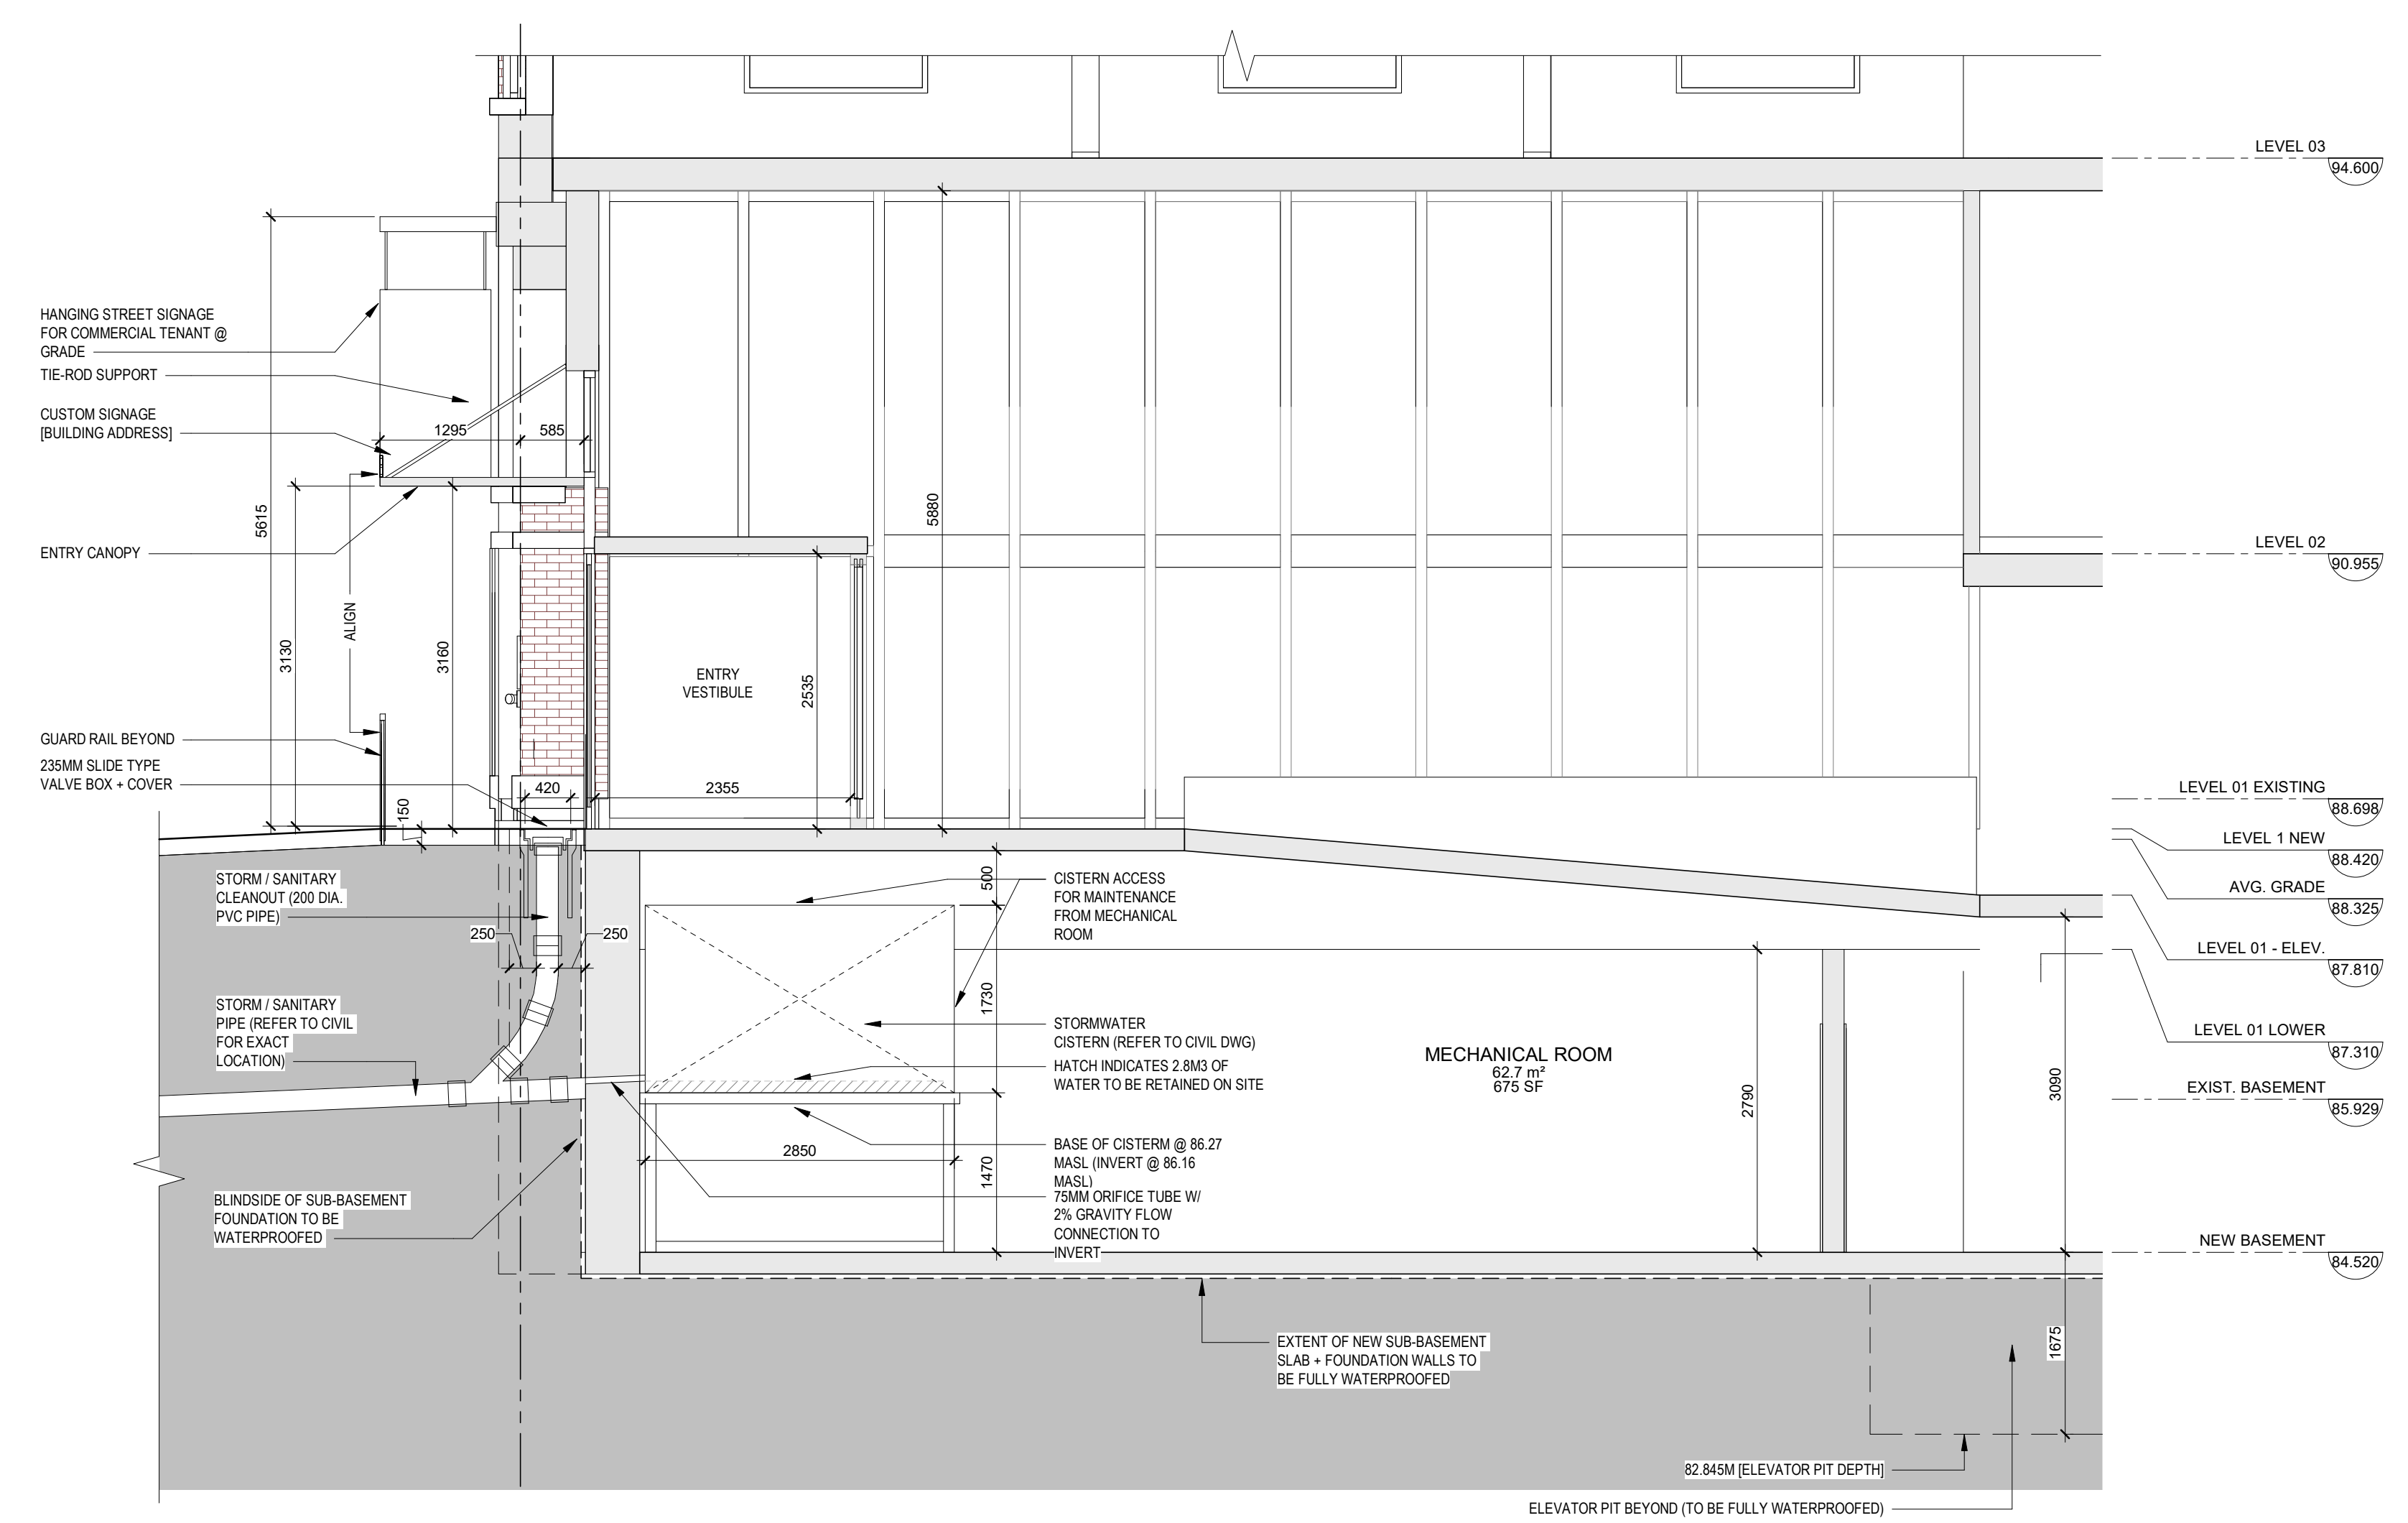 HANGING STREET SIGNAGE
FOR COMMERCIAL TENANT @
GRADE
TIE-ROD SUPPORT
CUSTOM SIGNAGE
[BUILDING ADDRESS]
ENTRY CANOPY
GUARD RAIL BEYOND
235MM SLIDE TYPE
VALVE BOX + COVER
5615
3130
ALIGN
3160
150
1295
585
420
2355
2535
5880
ENTRY
VESTIBULE
STORM / SANITARY
CLEANOUT (200 DIA.
PVC PIPE)
250
250
STORM / SANITARY
PIPE (REFER TO CIVIL
FOR EXACT
LOCATION)
BLINDSIDE OF SUB-BASEMENT
FOUNDATION TO BE
WATERPROOFED
500
1730
1470
2850
CISTERN ACCESS
FOR MAINTENANCE
FROM MECHANICAL
ROOM
STORMWATER
CISTERN (REFER TO CIVIL DWG)
HATCH INDICATES 2.8M3 OF
WATER TO BE RETAINED ON SITE
BASE OF CISTERM @ 86.27
MASL (INVERT @ 86.16
MASL)
75MM ORIFICE TUBE W/
2% GRAVITY FLOW
CONNECTION TO
INVERT
MECHANICAL ROOM
62.7 m²
675 SF
2790
3090
1675
EXTENT OF NEW SUB-BASEMENT
SLAB + FOUNDATION WALLS TO
BE FULLY WATERPROOFED
82.845M [ELEVATOR PIT DEPTH]
ELEVATOR PIT BEYOND (TO BE FULLY WATERPROOFED)
LEVEL 03
94.600
LEVEL 02
90.955
LEVEL 01 EXISTING
88.698
LEVEL 1 NEW
88.420
AVG. GRADE
88.325
LEVEL 01 - ELEV.
87.810
LEVEL 01 LOWER
87.310
EXIST. BASEMENT
85.929
NEW BASEMENT
84.520